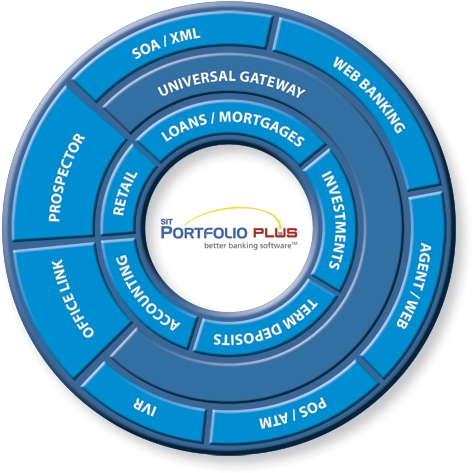 SOA / XML
WEB BANKING
AGENT / WEB
POS / ATM
IVR
OFFICE LINK
PROSPECTOR
UNIVERSAL GATEWAY
LOANS / MORTGAGES
INVESTMENTS
TERM DEPOSITS
ACCOUNTING
RETAIL
SIT
PORTFOLIO PLUS
better banking software™